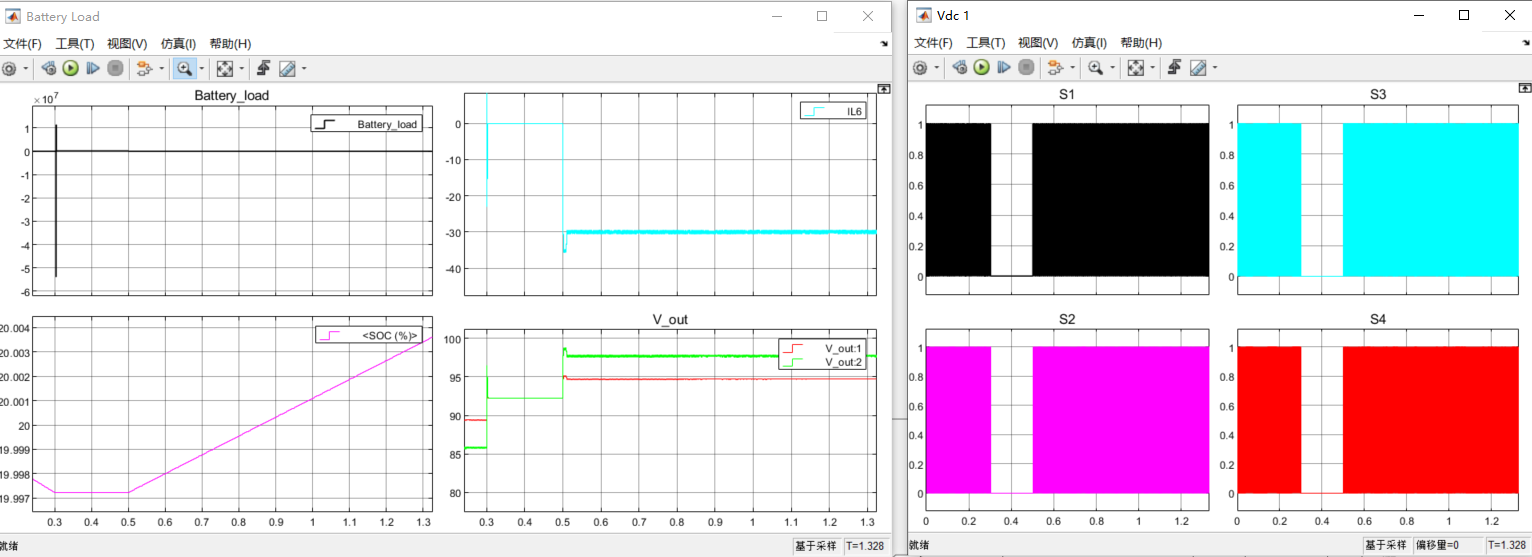 Battery Load
文件(F) 工具(T) 视图(V) 仿真(I) 帮助(H)
Battery_load
×10^7
Battery_load
1
0
-1
-2
-3
-4
-5
-6
IL6
0
-10
-20
-30
-40
<SOC (%)>
20.004
20.003
20.002
20.001
20
19.999
19.998
19.997
0.3 0.4 0.5 0.6 0.7 0.8 0.9 1 1.1 1.2 1.3
V_out
V_out:1
V_out:2
100
95
90
85
80
0.3 0.4 0.5 0.6 0.7 0.8 0.9 1 1.1 1.2 1.3
就绪 基于采样 T=1.328
Vdc 1
文件(F) 工具(T) 视图(V) 仿真(I) 帮助(H)
S1
1
0.8
0.6
0.4
0.2
0
S3
1
0.8
0.6
0.4
0.2
0
S2
1
0.8
0.6
0.4
0.2
0
0 0.2 0.4 0.6 0.8 1 1.2
S4
1
0.8
0.6
0.4
0.2
0
0 0.2 0.4 0.6 0.8 1 1.2
就绪 基于采样 偏移量=0 T=1.328